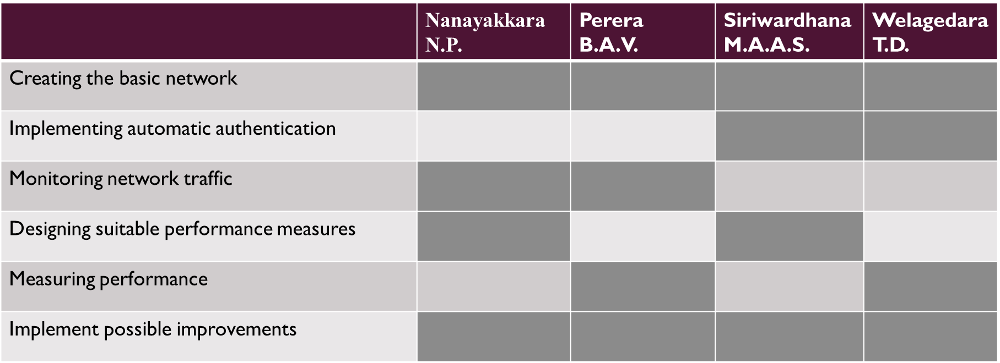 Nanayakkara
N.P.
Perera
B.A.V.
Siriwardhana
M.A.A.S.
Welagedara
T.D.
Creating the basic network
Implementing automatic authentication
Monitoring network traffic
Designing suitable performance measures
Measuring performance
Implement possible improvements